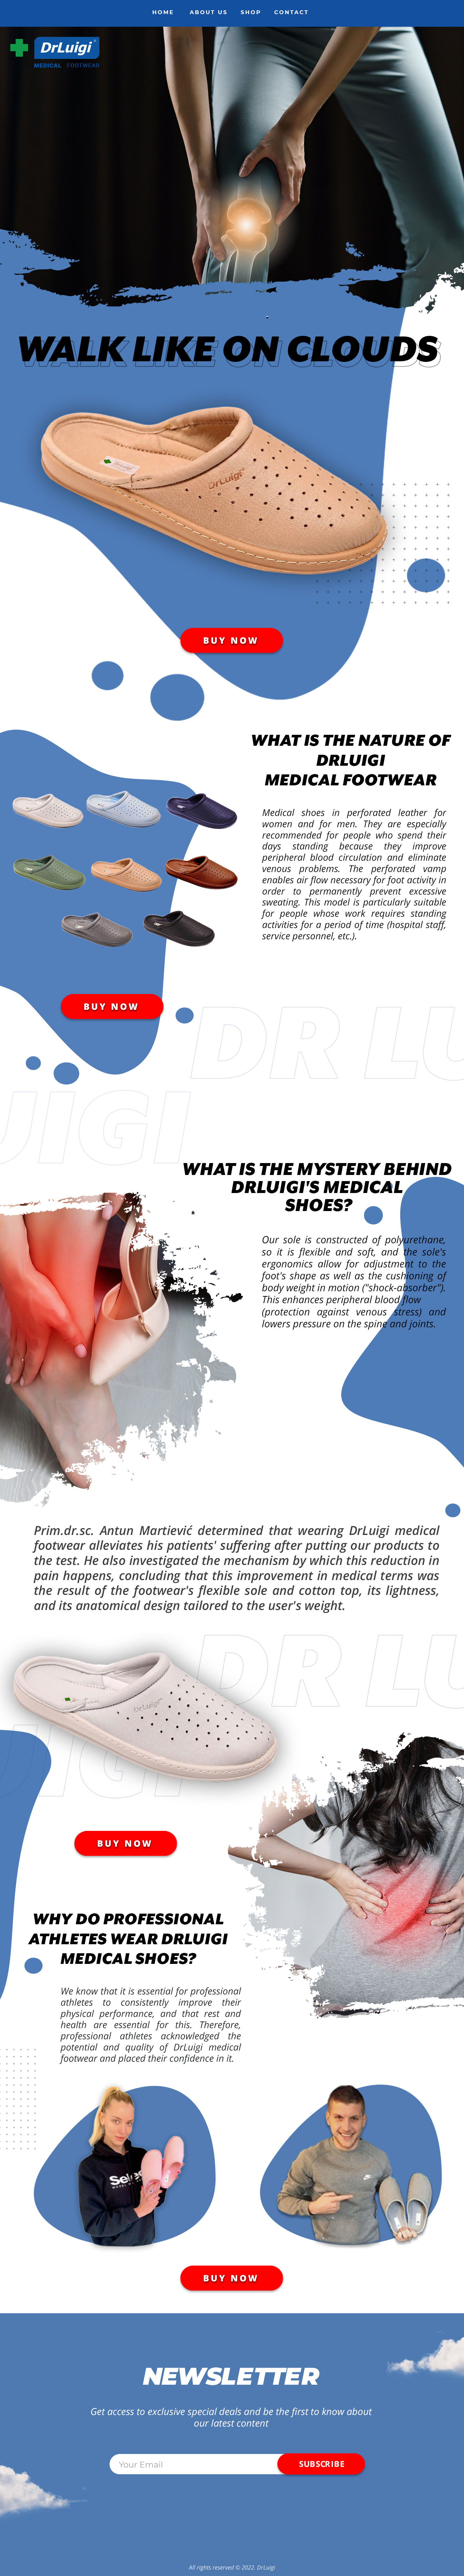 HOME ABOUT US SHOP CONTACT
DrLuigi
MEDICAL FOOTWEAR
WALK LIKE ON CLOUDS
DrLuigi
BUY NOW
WHAT IS THE NATURE OF
DRLUIGI
MEDICAL FOOTWEAR
Medical shoes in perforated leather for
women and for men. They are especially
recommended for people who spend their
days standing because they improve
peripheral blood circulation and eliminate
venous problems. The perforated vamp
enables air flow necessary for foot activity in
order to permanently prevent excessive
sweating. This model is particularly suitable
for people whose work requires standing
activities for a period of time (hospital staff,
service personnel, etc.).
BUY NOW
DR LU
UIGI
WHAT IS THE MYSTERY BEHIND
DRLUIGI'S MEDICAL
SHOES?
Our sole is constructed of polyurethane,
so it is flexible and soft, and the sole's
ergonomics allow for adjustment to the
foot's shape as well as the cushioning of
body weight in motion ("shock-absorber").
This enhances peripheral blood flow
(protection against venous stress) and
lowers pressure on the spine and joints.
Prim.dr.sc. Antun Martiević determined that wearing DrLuigi medical
footwear alleviates his patients' suffering after putting our products to
the test. He also investigated the mechanism by which this reduction in
pain happens, concluding that this improvement in medical terms was
the result of the footwear's flexible sole and cotton top, its lightness,
and its anatomical design tailored to the user's weight.
DR LU
UIGI
DrLuigi
BUY NOW
WHY DO PROFESSIONAL
ATHLETES WEAR DRLUIGI
MEDICAL SHOES?
We know that it is essential for professional
athletes to consistently improve their
physical performance, and that rest and
health are essential for this. Therefore,
professional athletes acknowledged the
potential and quality of DrLuigi medical
footwear and placed their confidence in it.
BUY NOW
NEWSLETTER
Get access to exclusive special deals and be the first to know about
our latest content
Your Email SUBSCRIBE
All rights reserved © 2022. DrLuigi